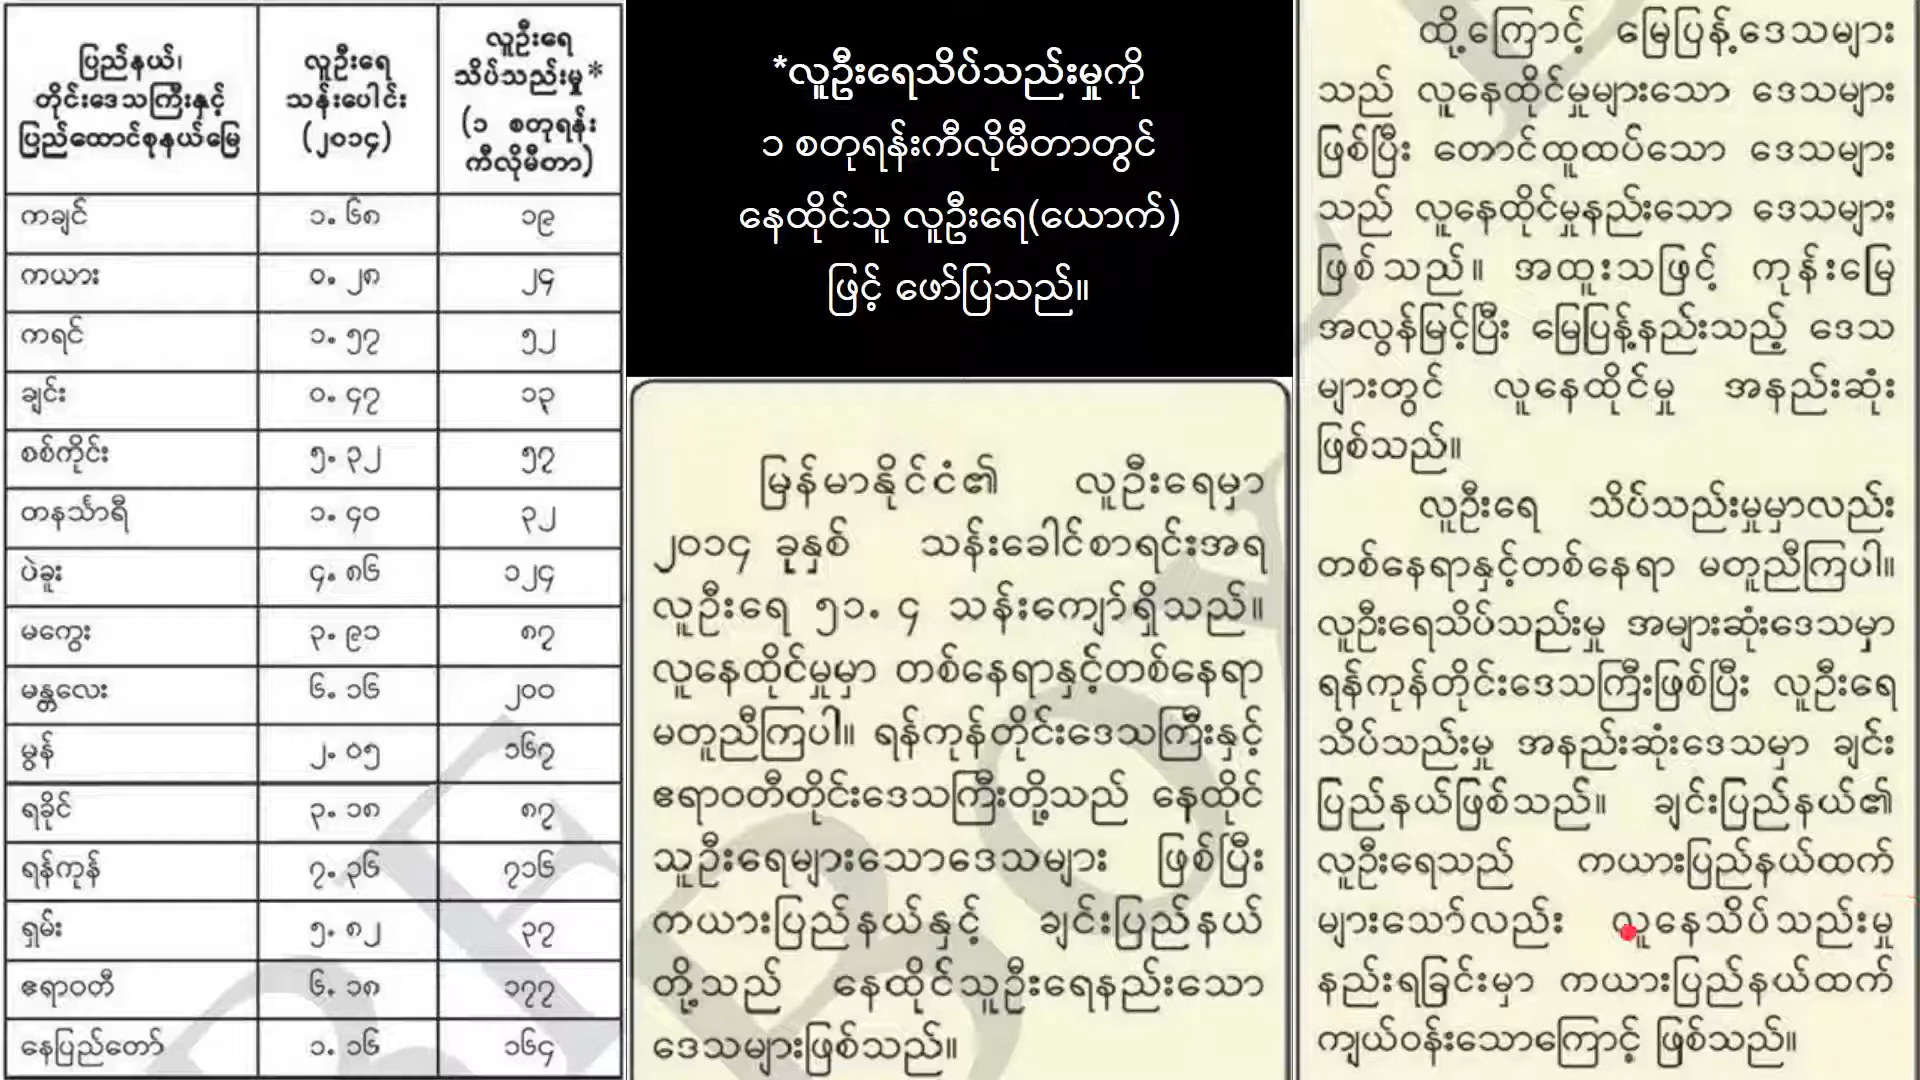 ပြည်နယ်၊
တိုင်းဒေသကြီးနှင့်
ပြည်ထောင်စုနယ်မြေ
လူဦးရေ
သန်းပေါင်း
(၂၀၁၄)
လူဦးရေ
သိပ်သည်းမှု*
(၁ စတုရန်း
ကီလိုမီတာ)
ကချင် ၁. ၆၈ ၁၉
ကယား ၀. ၂၈ ၂၄
ကရင် ၁. ၅၇ ၅၂
ချင်း ၀. ၄၇ ၁၃
စစ်ကိုင်း ၅. ၃၂ ၅၇
တနင်္သာရီ ၁. ၄၀ ၃၂
ပဲခူး ၄. ၈၆ ၁၂၄
မကွေး ၃. ၉၁ ၈၇
မန္တလေး ၆. ၁၆ ၂၀၀
မွန် ၂. ၀၅ ၁၆၇
ရခိုင် ၃. ၁၈ ၈၇
ရန်ကုန် ၇. ၃၆ ၇၁၆
ရှမ်း ၅. ၈၂ ၃၇
ဧရာဝတီ ၆. ၁၈ ၁၇၇
နေပြည်တော် ၁. ၁၆ ၁၆၄
*လူဦးရေသိပ်သည်းမှုကို
၁ စတုရန်းကီလိုမီတာတွင်
နေထိုင်သူ လူဦးရေ(ယောက်)
ဖြင့် ဖော်ပြသည်။
မြန်မာနိုင်ငံ၏ လူဦးရေမှာ
၂၀၁၄ ခုနှစ် သန်းခေါင်စာရင်းအရ
လူဦးရေ ၅၁. ၄ သန်းကျော်ရှိသည်။
လူနေထိုင်မှုမှာ တစ်နေရာနှင့်တစ်နေရာ
မတူညီကြပါ။ ရန်ကုန်တိုင်းဒေသကြီးနှင့်
ဧရာဝတီတိုင်းဒေသကြီးတို့သည် နေထိုင်
သူဦးရေများသောဒေသများ ဖြစ်ပြီး
ကယားပြည်နယ်နှင့် ချင်းပြည်နယ်
တို့သည် နေထိုင်သူဦးရေနည်းသော
ဒေသများဖြစ်သည်။
ထို့ကြောင့် မြေပြန့်ဒေသများ
သည် လူနေထိုင်မှုများသော ဒေသများ
ဖြစ်ပြီး တောင်ထူထပ်သော ဒေသများ
သည် လူနေထိုင်မှုနည်းသော ဒေသများ
ဖြစ်သည်။ အထူးသဖြင့် ကုန်းမြေ
အလွန်မြင့်ပြီး မြေပြန့်နည်းသည့် ဒေသ
များတွင် လူနေထိုင်မှု အနည်းဆုံး
ဖြစ်သည်။
လူဦးရေ သိပ်သည်းမှုမှာလည်း
တစ်နေရာနှင့်တစ်နေရာ မတူညီကြပါ။
လူဦးရေသိပ်သည်းမှု အများဆုံးဒေသမှာ
ရန်ကုန်တိုင်းဒေသကြီးဖြစ်ပြီး လူဦးရေ
သိပ်သည်းမှု အနည်းဆုံးဒေသမှာ ချင်း
ပြည်နယ်ဖြစ်သည်။ ချင်းပြည်နယ်၏
လူဦးရေသည် ကယားပြည်နယ်ထက်
များသော်လည်း လူနေသိပ်သည်းမှု
နည်းရခြင်းမှာ ကယားပြည်နယ်ထက်
ကျယ်ဝန်းသောကြောင့် ဖြစ်သည်။